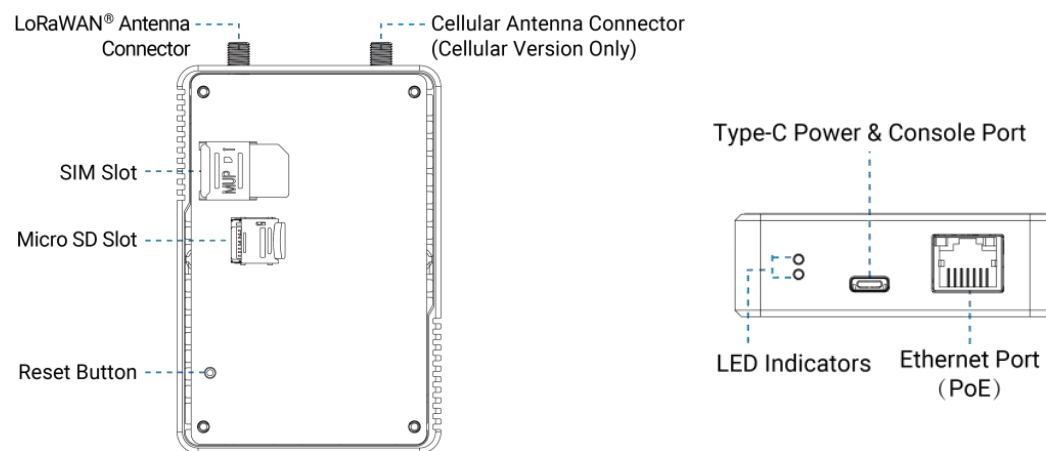 LoRaWAN® Antenna
Connector
Cellular Antenna Connector
(Cellular Version Only)
SIM Slot
MUP
Micro SD Slot
Reset Button
Type-C Power & Console Port
LED Indicators
Ethernet Port
（PoE）